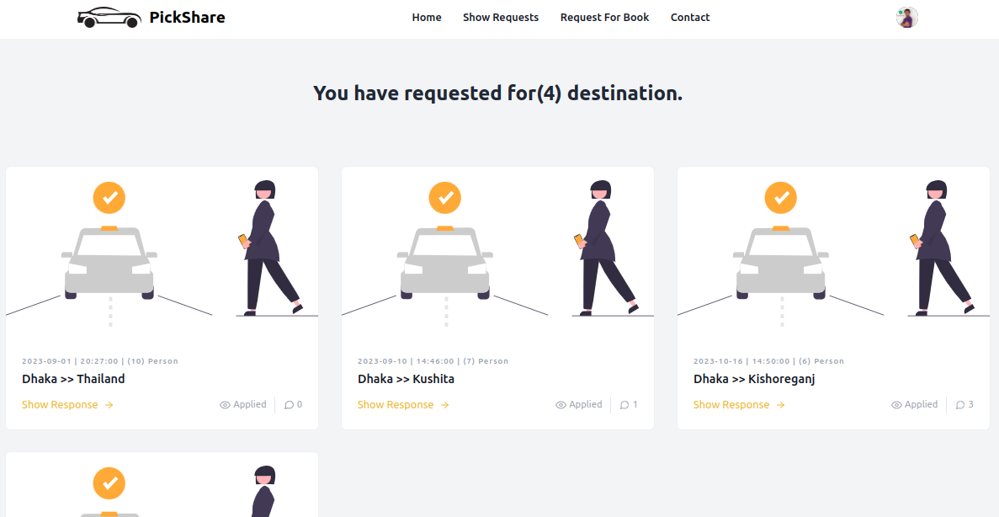 PickShare
Home Show Requests Request For Book Contact
You have requested for(4) destination.
2023-09-01 | 20:27:00 | (10) Person
Dhaka >> Thailand
Show Response → Applied 0
2023-09-10 | 14:46:00 | (7) Person
Dhaka >> Kushita
Show Response → Applied 1
2023-10-16 | 14:50:00 | (6) Person
Dhaka >> Kishoreganj
Show Response → Applied 3